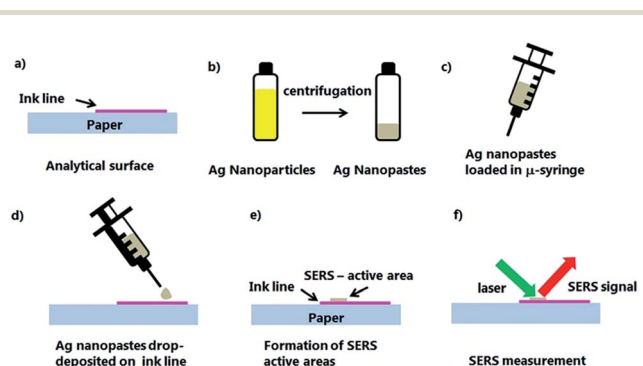 a)
Ink line
Paper
Analytical surface
b)
centrifugation
Ag Nanoparticles
Ag Nanopastes
c)
Ag nanopastes
loaded in μ-syringe
d)
Ag nanopastes drop-
deposited on ink line
e)
SERS – active area
Ink line
Paper
Formation of SERS
active areas
f)
laser
SERS signal
SERS measurement